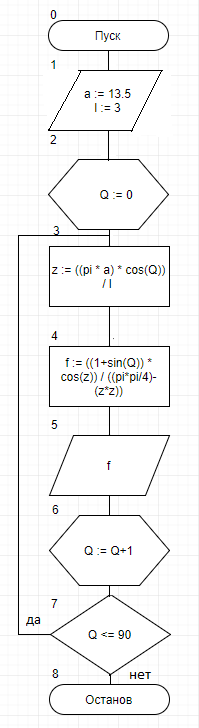 0
Пуск
1
a := 13.5
l := 3
2
Q := 0
3
z := ((pi * a) * cos(Q))
/ l
4
f := ((1+sin(Q)) *
cos(z)) / ((pi*pi/4)-
(z*z))
5
f
6
Q := Q+1
7
да
Q <= 90
8
нет
Останов